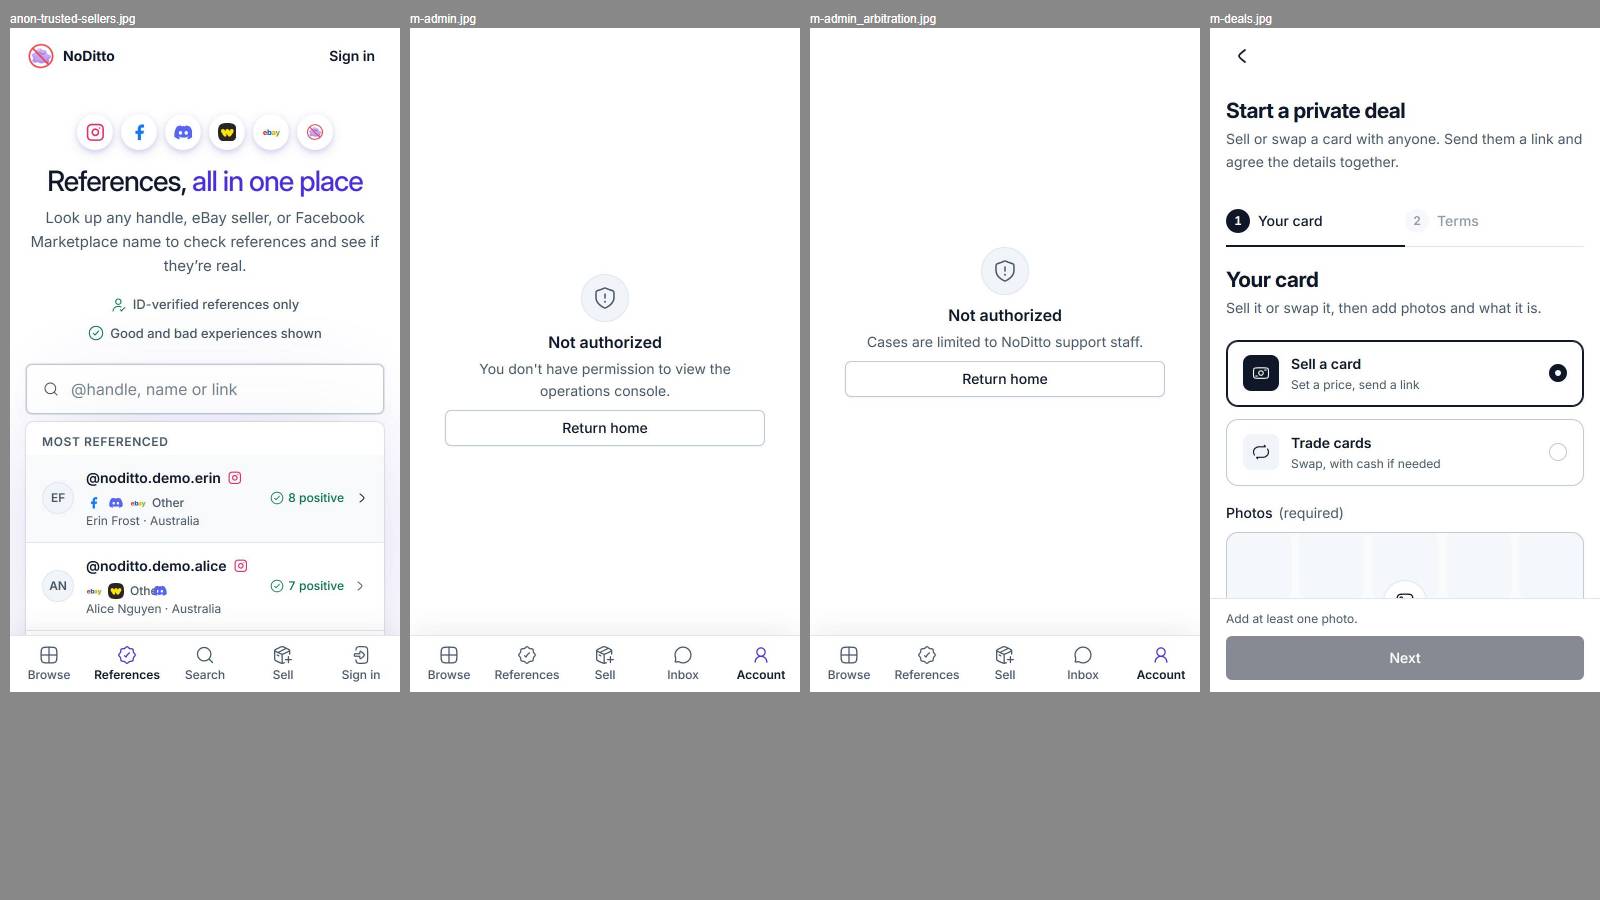 anon-trusted-sellers.jpg
NoDitto
Sign in
ebay
References, all in one place
Look up any handle, eBay seller, or Facebook
Marketplace name to check references and see if
they're real.
ID-verified references only
Good and bad experiences shown
@handle, name or link
MOST REFERENCED
EF
@noditto.demo.erin
ebay Other
Erin Frost · Australia
8 positive
AN
@noditto.demo.alice
ebay Othe
Alice Nguyen · Australia
7 positive
Browse
References
Search
Sell
Sign in
m-admin.jpg
Not authorized
You don't have permission to view the
operations console.
Return home
Browse
References
Sell
Inbox
Account
m-admin_arbitration.jpg
Not authorized
Cases are limited to NoDitto support staff.
Return home
Browse
References
Sell
Inbox
Account
m-deals.jpg
Start a private deal
Sell or swap a card with anyone. Send them a link and
agree the details together.
1 Your card
2 Terms
Your card
Sell it or swap it, then add photos and what it is.
Sell a card
Set a price, send a link
Trade cards
Swap, with cash if needed
Photos (required)
Add at least one photo.
Next